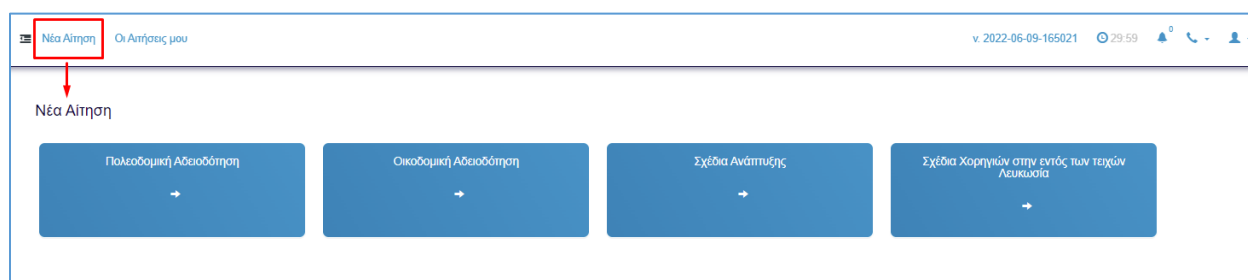 Νέα Αίτηση Οι Αιτήσεις μου v. 2022-06-09-165021 29:59 0
Νέα Αίτηση
Πολεοδομική Αδειοδότηση Οικοδομική Αδειοδότηση Σχέδια Ανάπτυξης Σχέδια Χορηγιών στην εντός των τειχών
Λευκωσία